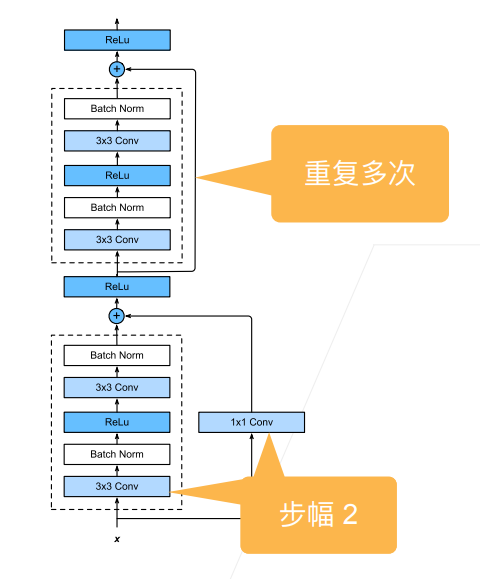 ReLu
+
Batch Norm
3x3 Conv
ReLu
Batch Norm
3x3 Conv
重复多次
ReLu
+
Batch Norm
3x3 Conv
ReLu
1x1 Conv
Batch Norm
3x3 Conv
步幅 2
x